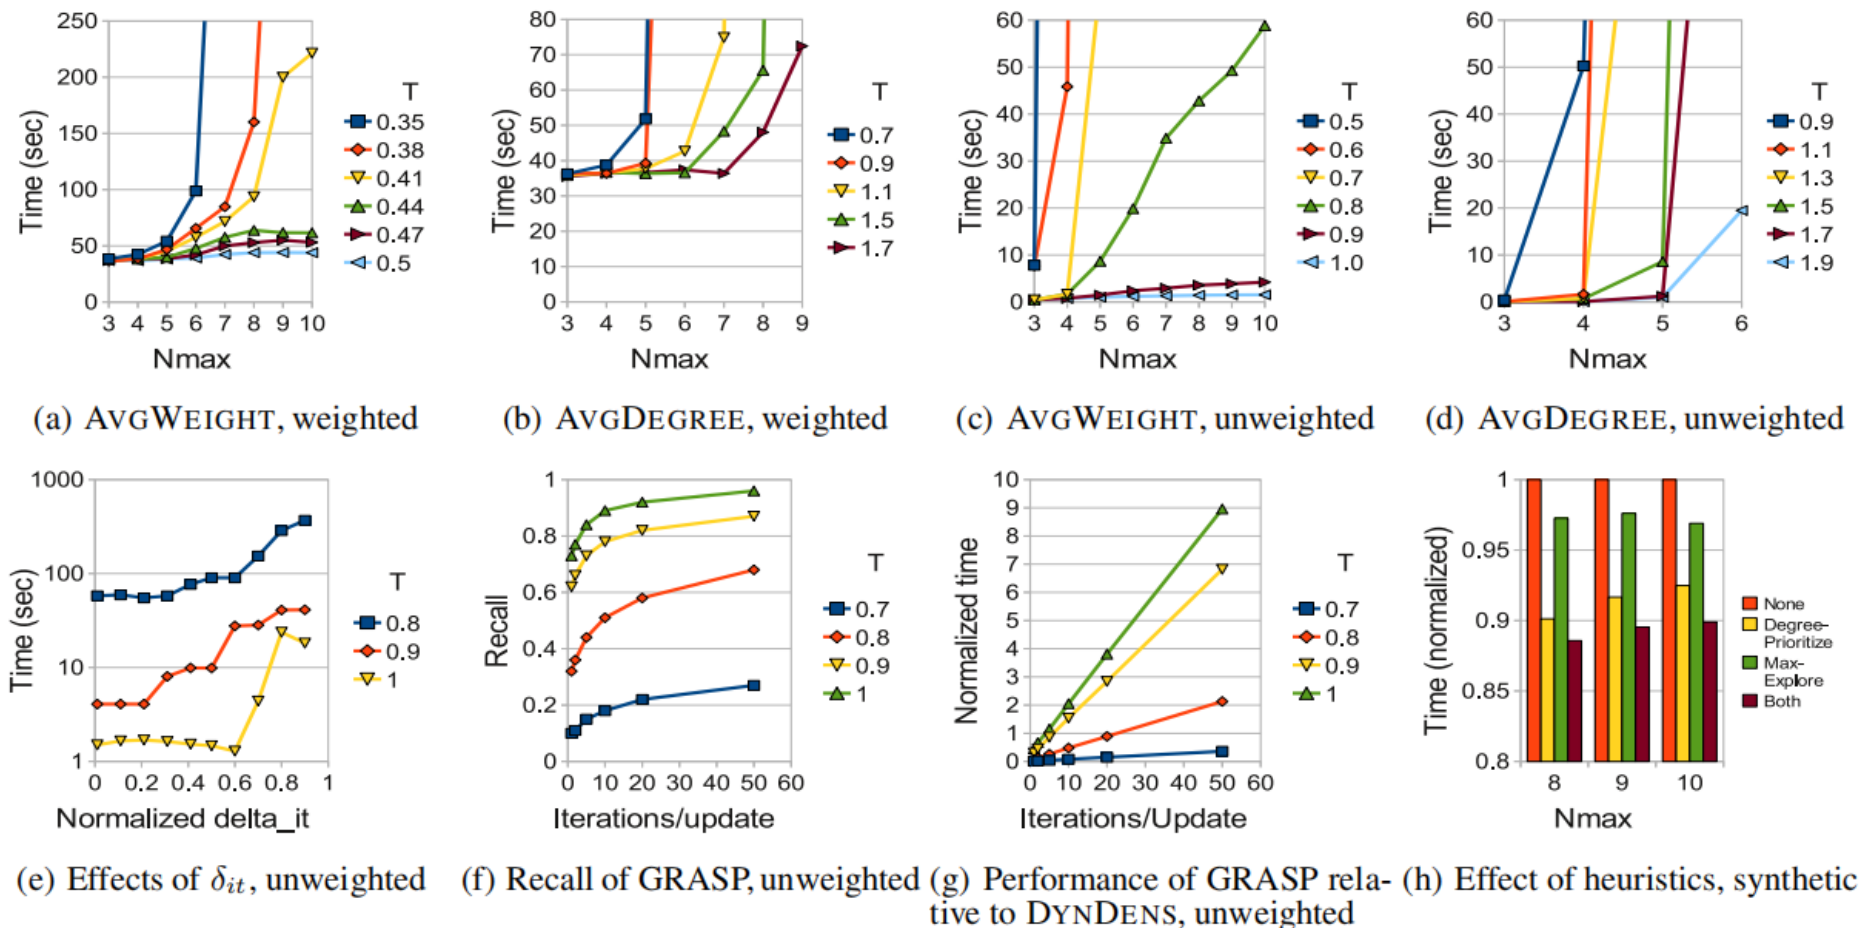 250
200
150
100
50
0
Time (sec)
3 4 5 6 7 8 9 10
Nmax
T
0.35
0.38
0.41
0.44
0.47
0.5
(a) AVGWEIGHT, weighted
80
70
60
50
40
30
20
10
0
Time (sec)
3 4 5 6 7 8 9
Nmax
T
0.7
0.9
1.1
1.5
1.7
(b) AVGDEGREE, weighted
60
50
40
30
20
10
0
Time (sec)
3 4 5 6 7 8 9 10
Nmax
T
0.5
0.6
0.7
0.8
0.9
1.0
(c) AVGWEIGHT, unweighted
60
50
40
30
20
10
0
Time (sec)
3 4 5 6
Nmax
T
0.9
1.1
1.3
1.5
1.7
1.9
(d) AVGDEGREE, unweighted
1000
100
10
1
Time (sec)
0 0.2 0.4 0.6 0.8 1
Normalized delta_it
T
0.8
0.9
1
(e) Effects of δit, unweighted
1
0.8
0.6
0.4
0.2
0
Recall
0 10 20 30 40 50 60
Iterations/update
T
0.7
0.8
0.9
1
(f) Recall of GRASP, unweighted
10
9
8
7
6
5
4
3
2
1
0
Normalized time
0 10 20 30 40 50 60
Iterations/Update
T
0.7
0.8
0.9
1
(g) Performance of GRASP rela-
tive to DYNDENS, unweighted
1
0.95
0.9
0.85
0.8
Time (normalized)
8 9 10
Nmax
None
Degree-
Prioritize
Max-
Explore
Both
(h) Effect of heuristics, synthetic